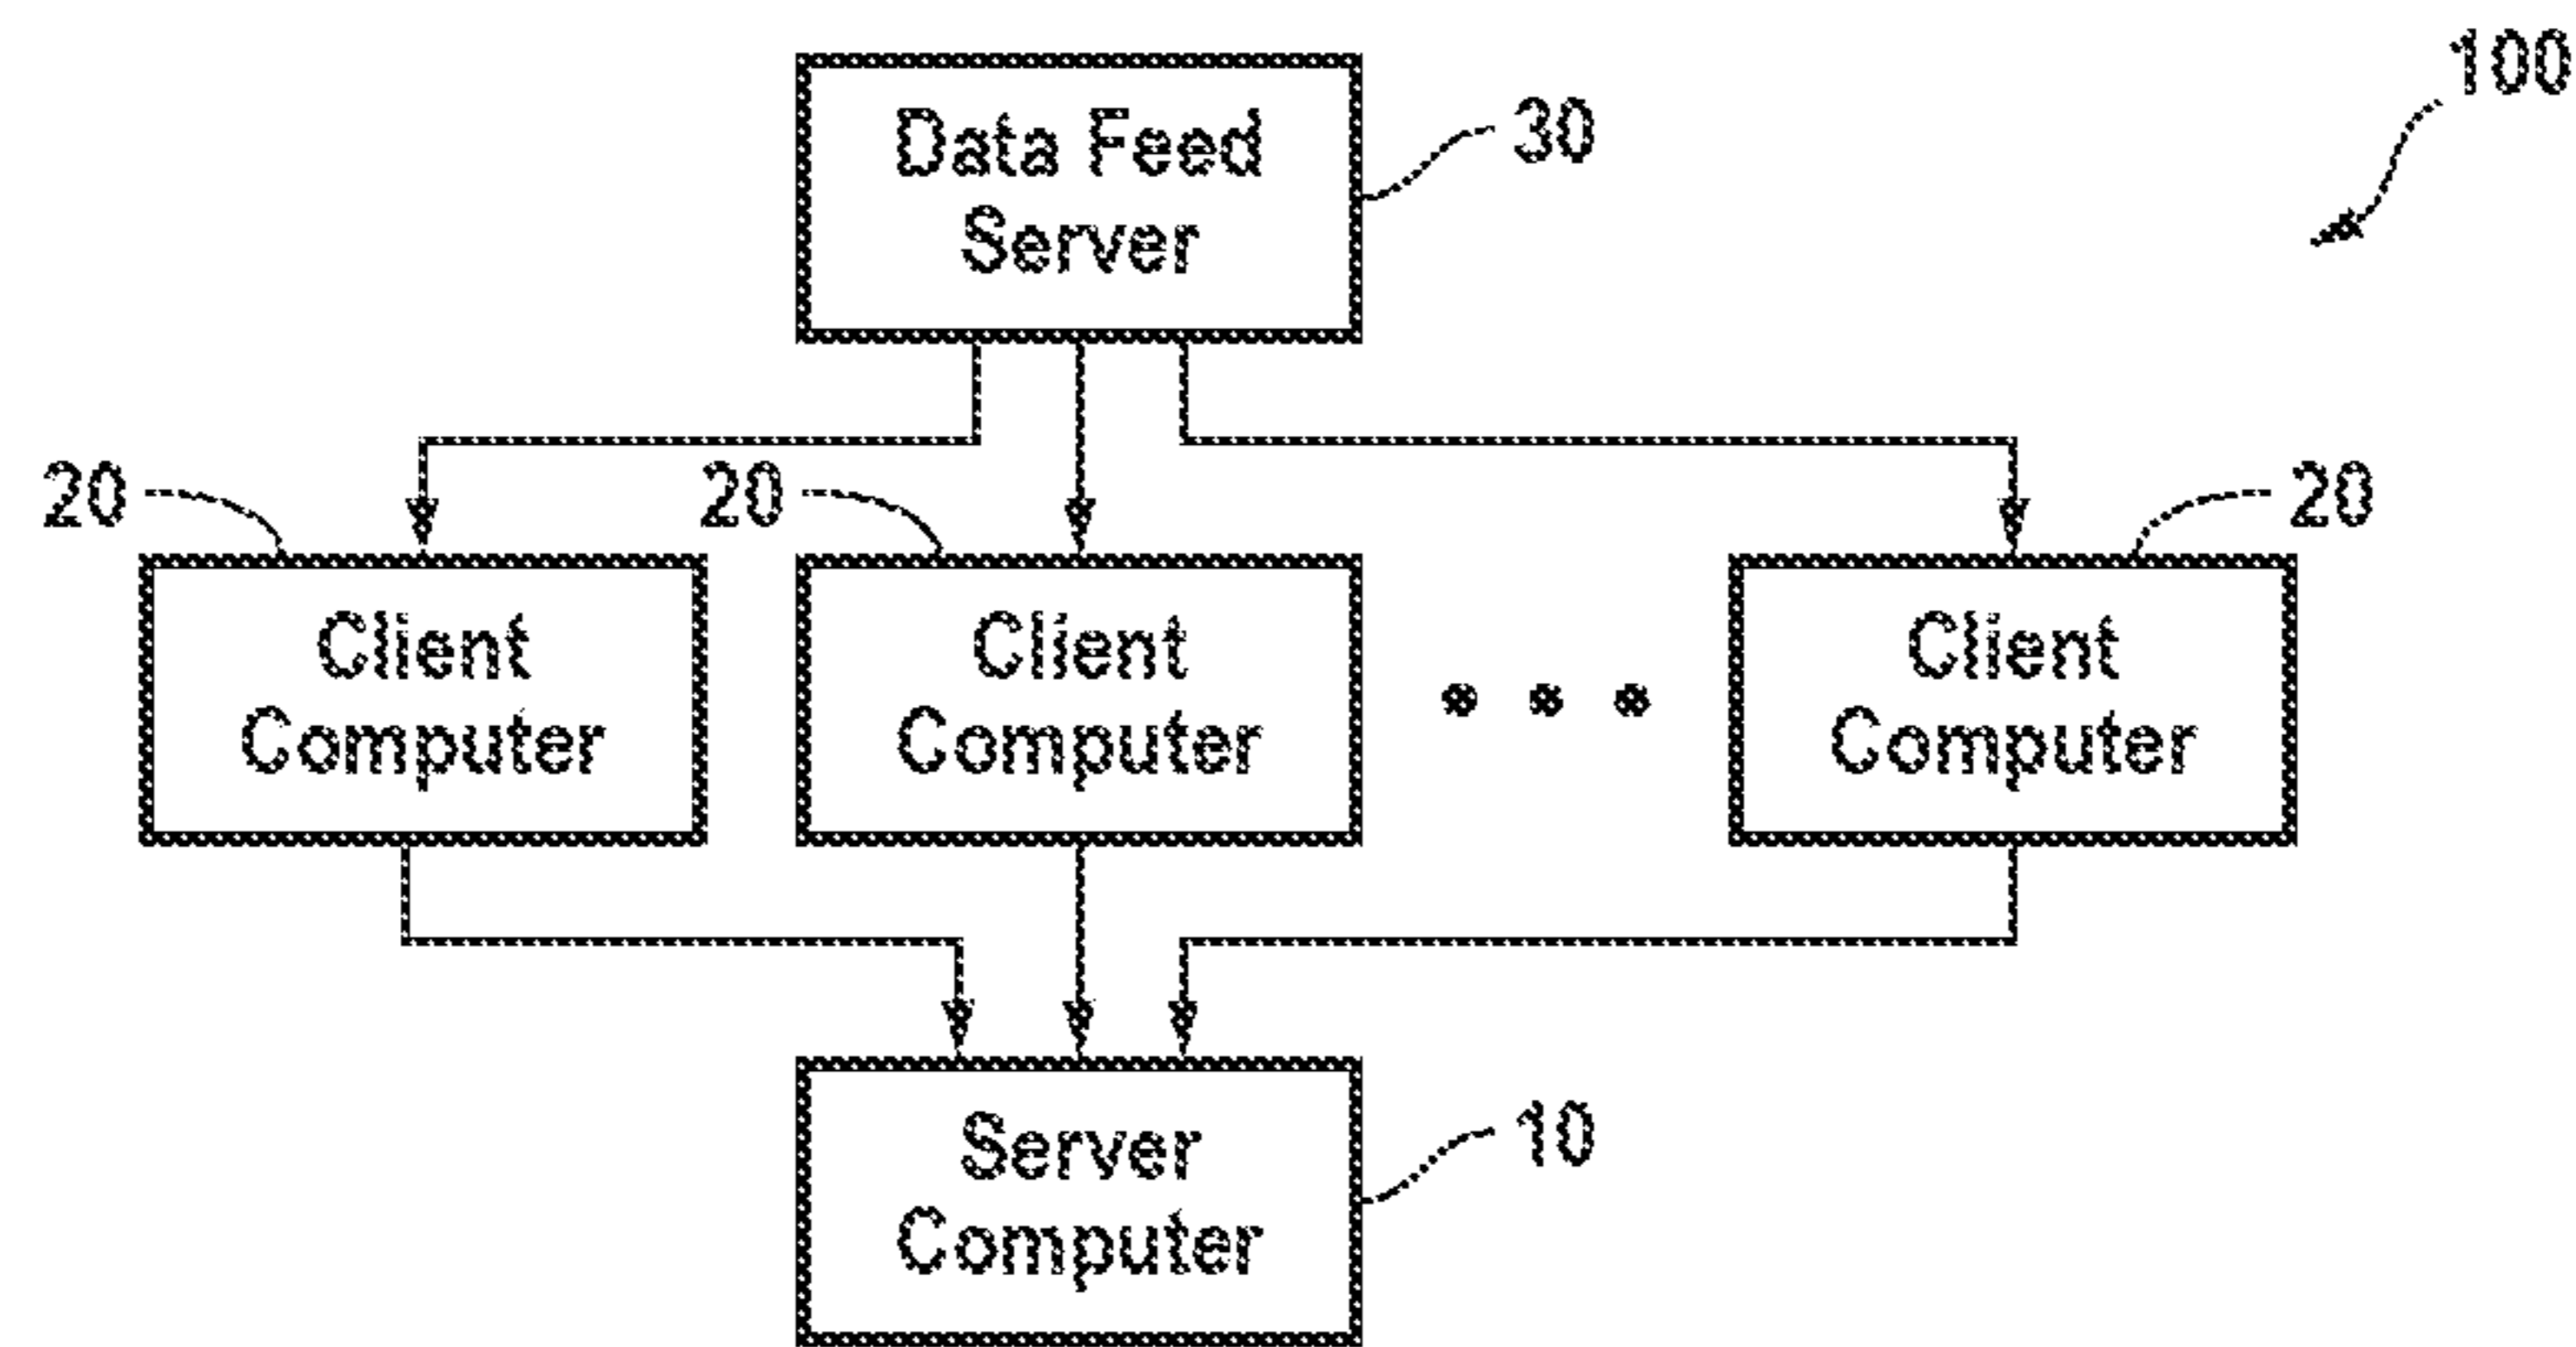 100
Data Feed
Server
30
20
20
20
Client
Computer
Client
Computer
Client
Computer
Server
Computer
10